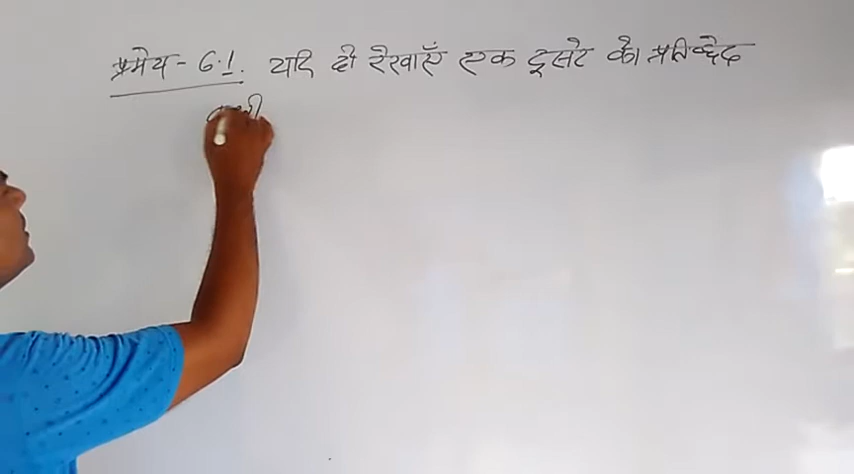 प्रमेय - 6.1. यदि दो रेखाएँ एक दूसरे को प्रतिच्छेद